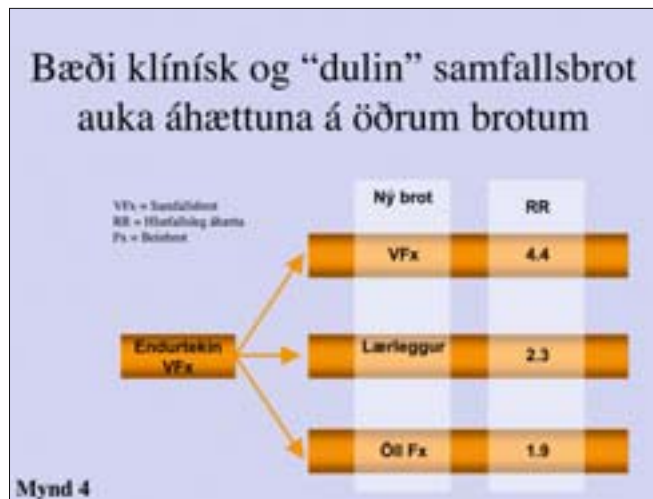 Bæði klínísk og “dulin” samfallsbrot
auka áhættuna á öðrum brotum
VFx = Samfallsbrot
RR = Hlutfallsleg áhætta
Fx = Beinbrot
Ný brot
RR
VFx
4.4
Endurtekin
VFx
Lærleggur
2.3
Öll Fx
1.9
Mynd 4